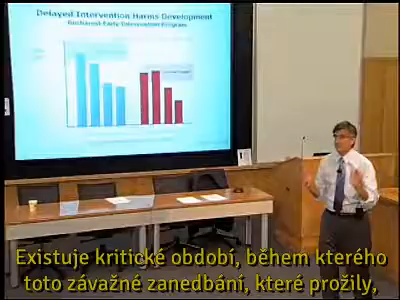 Delayed Intervention Harms Development
Bucharest Early Intervention Program
Existuje kritické období, během kterého
toto závažné zanedbání, které prožily,